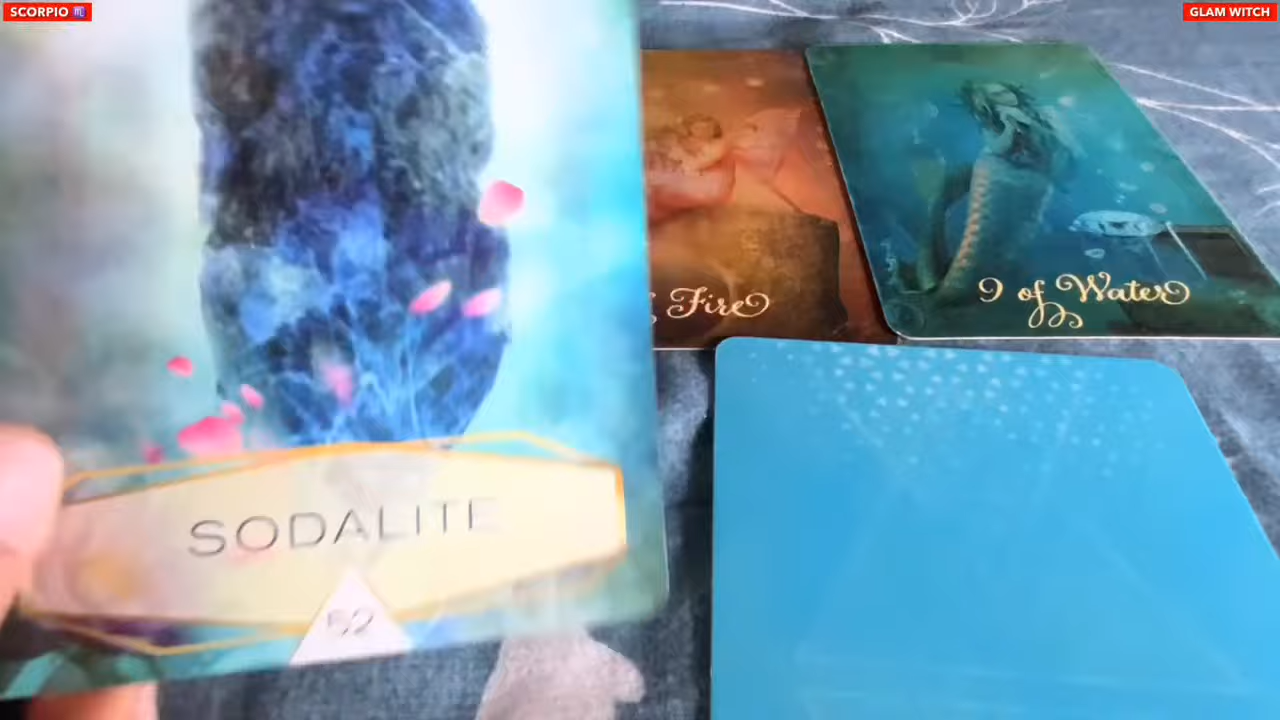 SCORPIO ♏
GLAM WITCH
Fire
9 of Water
SODALITE
52